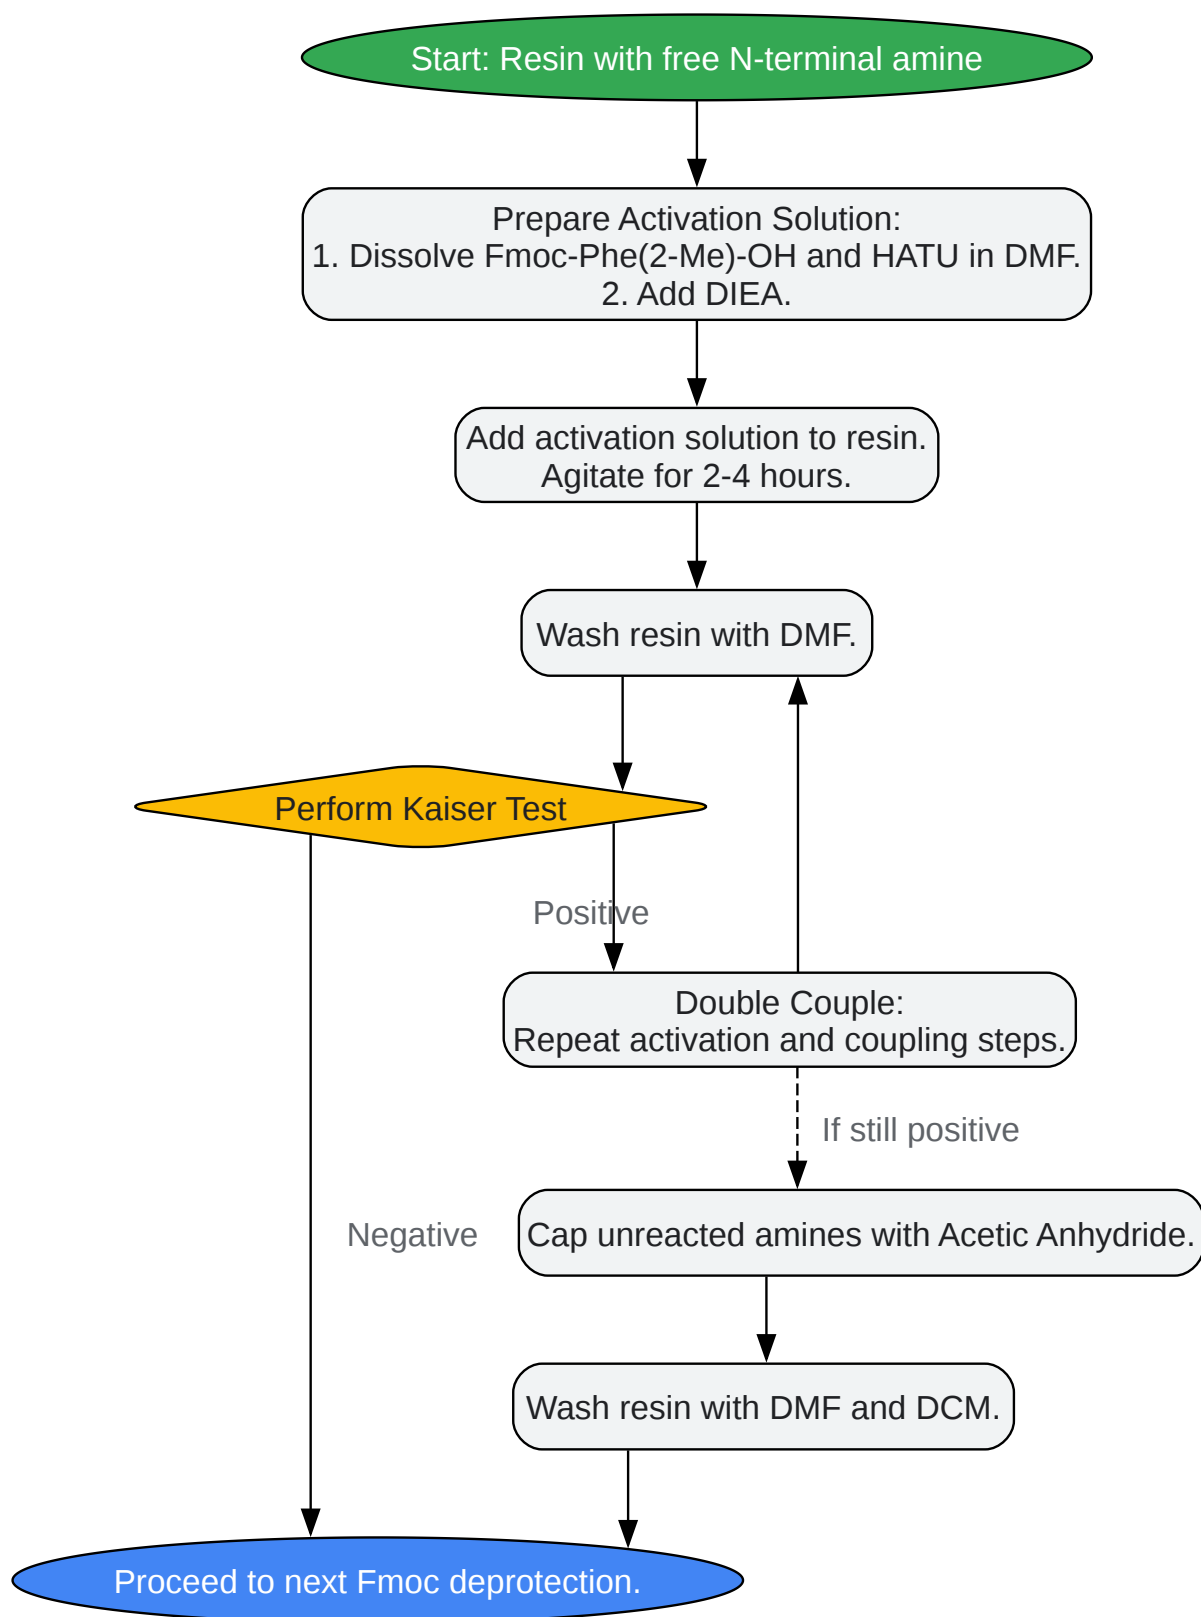 Start: Resin with free N-terminal amine
Prepare Activation Solution:
1. Dissolve Fmoc-Phe(2-Me)-OH and HATU in DMF.
2. Add DIEA.
Add activation solution to resin.
Agitate for 2-4 hours.
Wash resin with DMF.
Perform Kaiser Test
Positive
Double Couple:
Repeat activation and coupling steps.
If still positive
Negative
Cap unreacted amines with Acetic Anhydride.
Wash resin with DMF and DCM.
Proceed to next Fmoc deprotection.